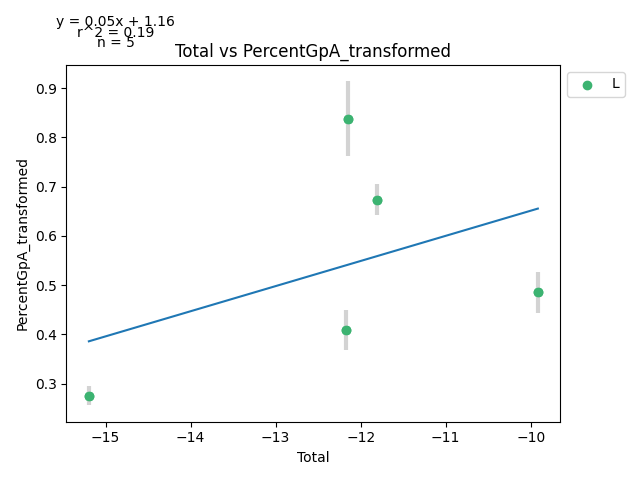 y = 0.05x + 1.16
r^2 = 0.19
n = 5
Total vs PercentGpA_transformed
L
PercentGpA_transformed
0.9
0.8
0.7
0.6
0.5
0.4
0.3
−15
−14
−13
−12
−11
−10
Total